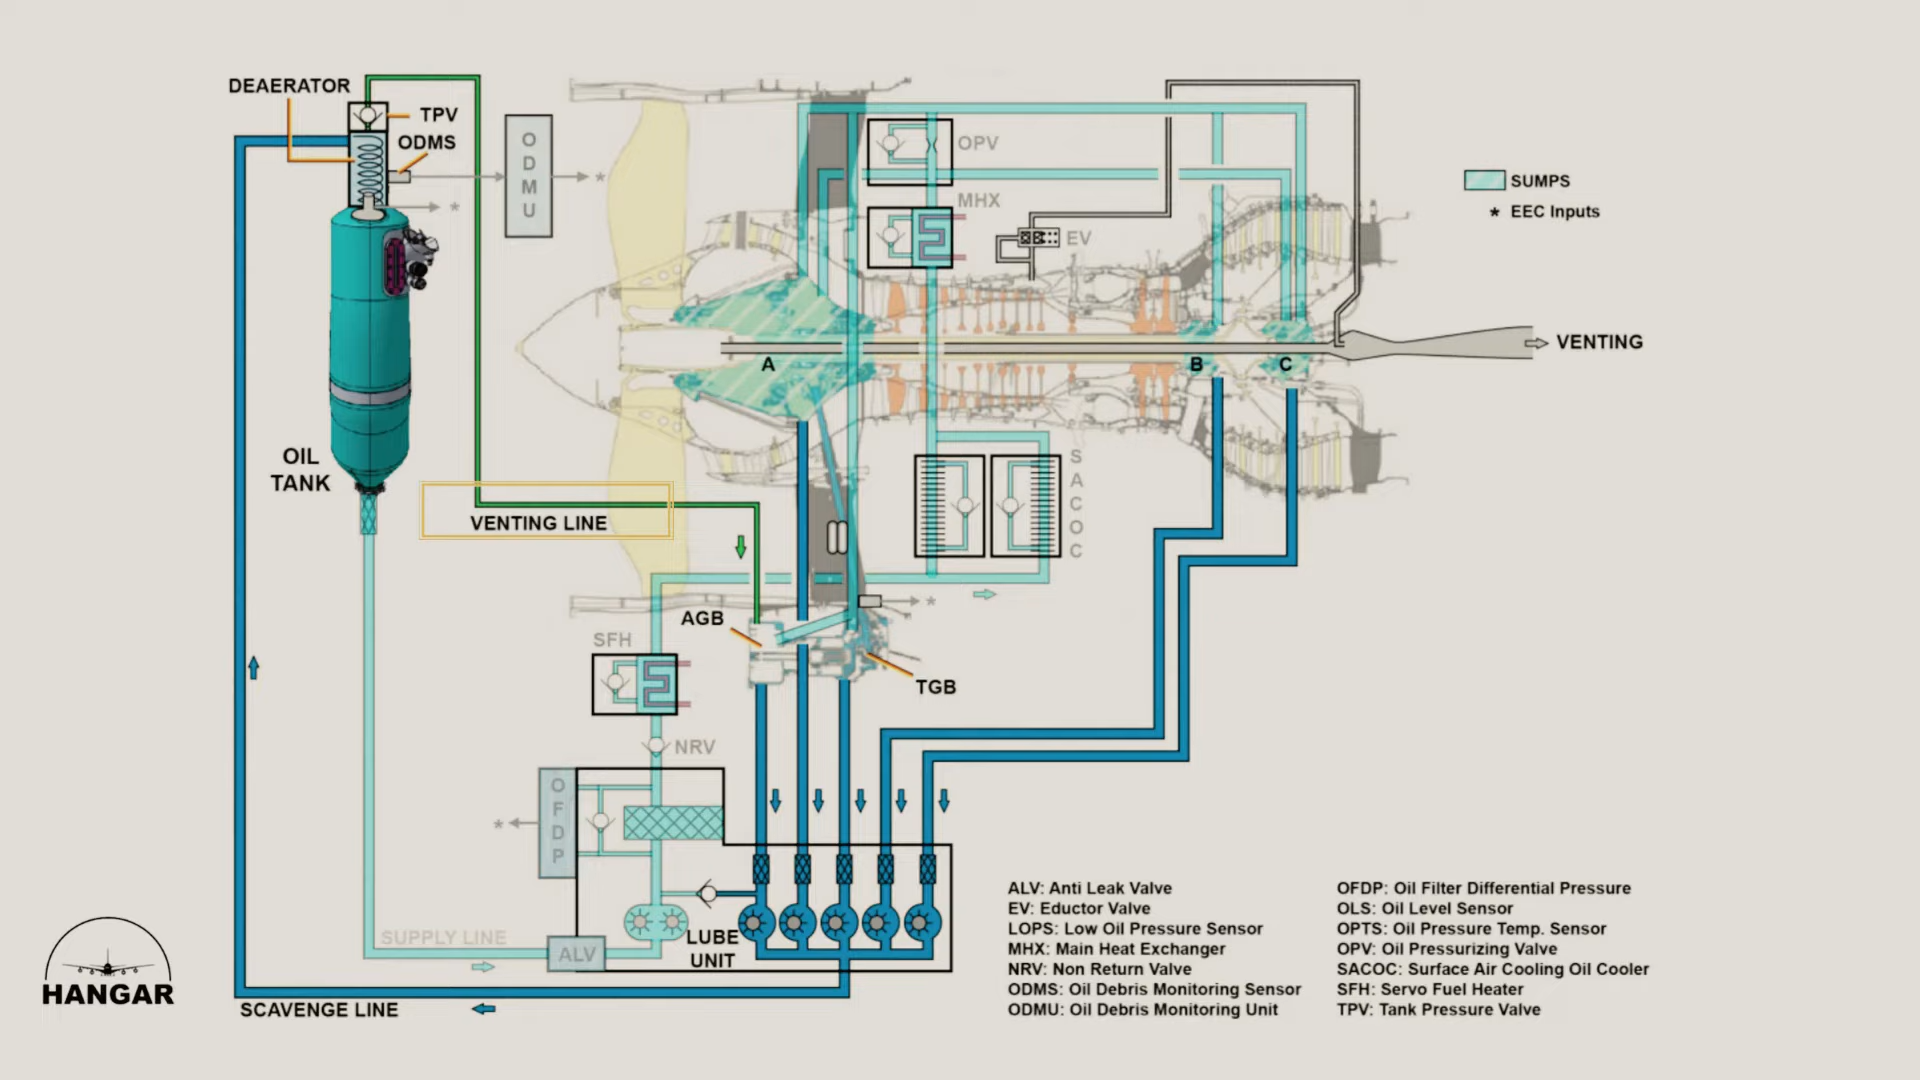 DEAERATOR
TPV
ODMS
ODMU
*
*
OPV
MHX
EV
SUMPS
* EEC Inputs
A
B
C
VENTING
OIL
TANK
VENTING LINE
SACOC
*
AGB
TGB
SFH
NRV
OFDP
*
SUPPLY LINE
ALV
LUBE
UNIT
SCAVENGE LINE
HANGAR
ALV: Anti Leak Valve
EV: Eductor Valve
LOPS: Low Oil Pressure Sensor
MHX: Main Heat Exchanger
NRV: Non Return Valve
ODMS: Oil Debris Monitoring Sensor
ODMU: Oil Debris Monitoring Unit
OFDP: Oil Filter Differential Pressure
OLS: Oil Level Sensor
OPTS: Oil Pressure Temp. Sensor
OPV: Oil Pressurizing Valve
SACOC: Surface Air Cooling Oil Cooler
SFH: Servo Fuel Heater
TPV: Tank Pressure Valve